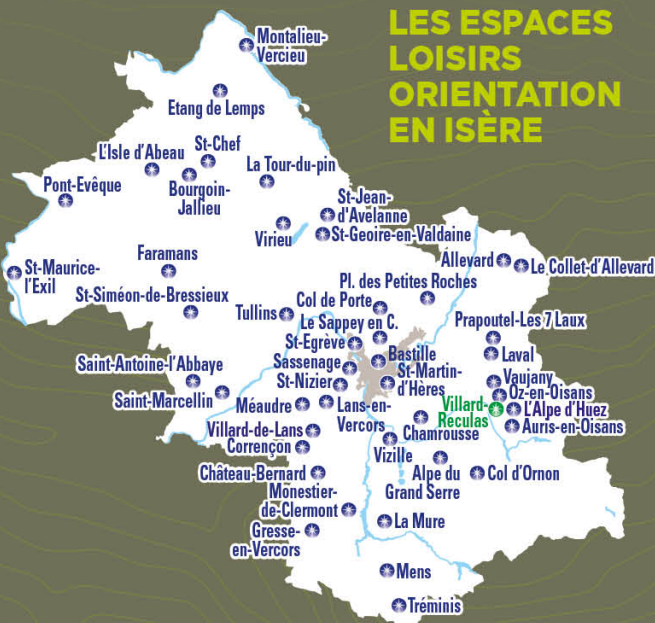 LES ESPACES
LOISIRS
ORIENTATION
EN ISÈRE
Montalieu-
Vercieu
Etang de Lemps
L'Isle d'Abeau
St-Chef
La Tour-du-pin
Pont-Evêque
Bourgoin-
Jallieu
St-Jean-
d'Avelanne
Virieu
St-Geoire-en-Valdaine
Faramans
St-Maurice-
l'Exil
Allevard
Le Collet-d'Allevard
St-Siméon-de-Bressieux
Pl. des Petites Roches
Tullins
Col de Porte
Le Sappey en C.
Prapoutel-Les 7 Laux
St-Egrève
Bastille
Laval
Saint-Antoine-l'Abbaye
Sassenage
St-Martin-
d'Hères
Vaujany
St-Nizier
Oz-en-Oisans
Saint-Marcellin
Méaudre
Lans-en-
Vercors
Villard-
Reculas
L'Alpe d'Huez
Chamrousse
Auris-en-Oisans
Villard-de-Lans
Corrençon
Vizille
Château-Bernard
Alpe du
Grand Serre
Col d'Ornon
Monestier-
de-Clermont
La Mure
Gresse-
en-Vercors
Mens
Tréminis